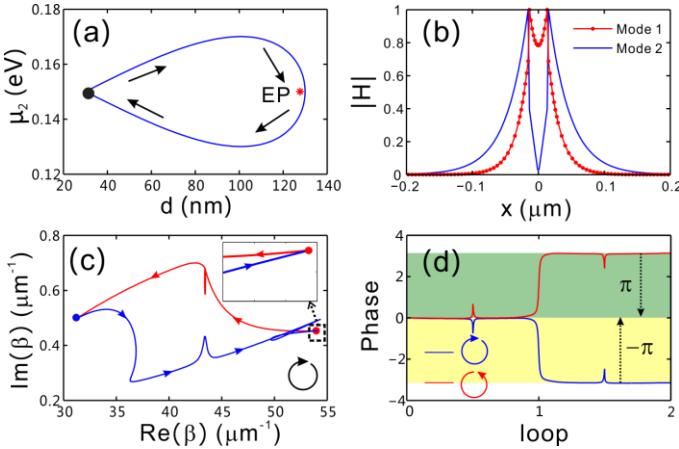 (a)
μ2 (eV)
0.18
0.16
0.14
0.12
EP
20
40
60
80
100
120
140
d (nm)
(b)
|H|
1
0.8
0.6
0.4
0.2
0
Mode 1
Mode 2
−0.2
−0.1
0
0.1
0.2
x (μm)
(c)
Im(β) (μm⁻¹)
0.8
0.6
0.4
0.2
30
35
40
45
50
55
Re(β) (μm⁻¹)
(d)
Phase
4
2
0
−2
−4
π
−π
0
1
2
loop